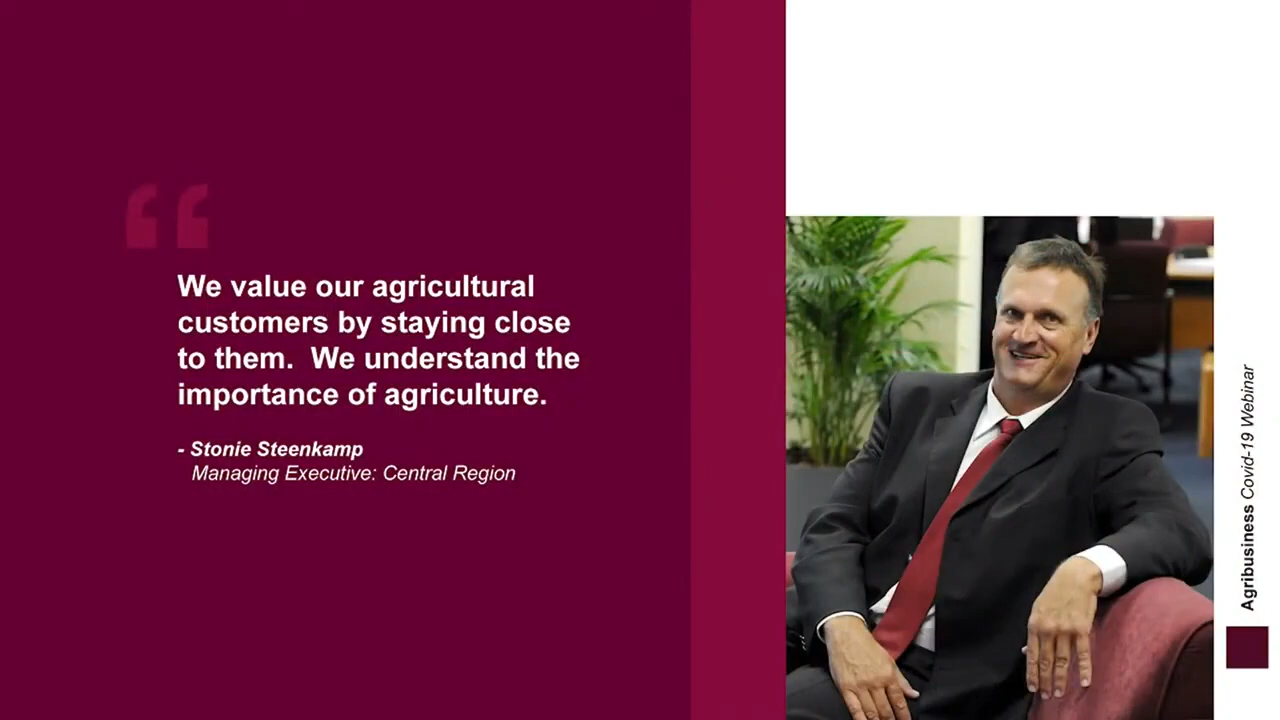 “
We value our agricultural
customers by staying close
to them.  We understand the
importance of agriculture.
- Stonie Steenkamp
Managing Executive: Central Region
Agribusiness Covid-19 Webinar